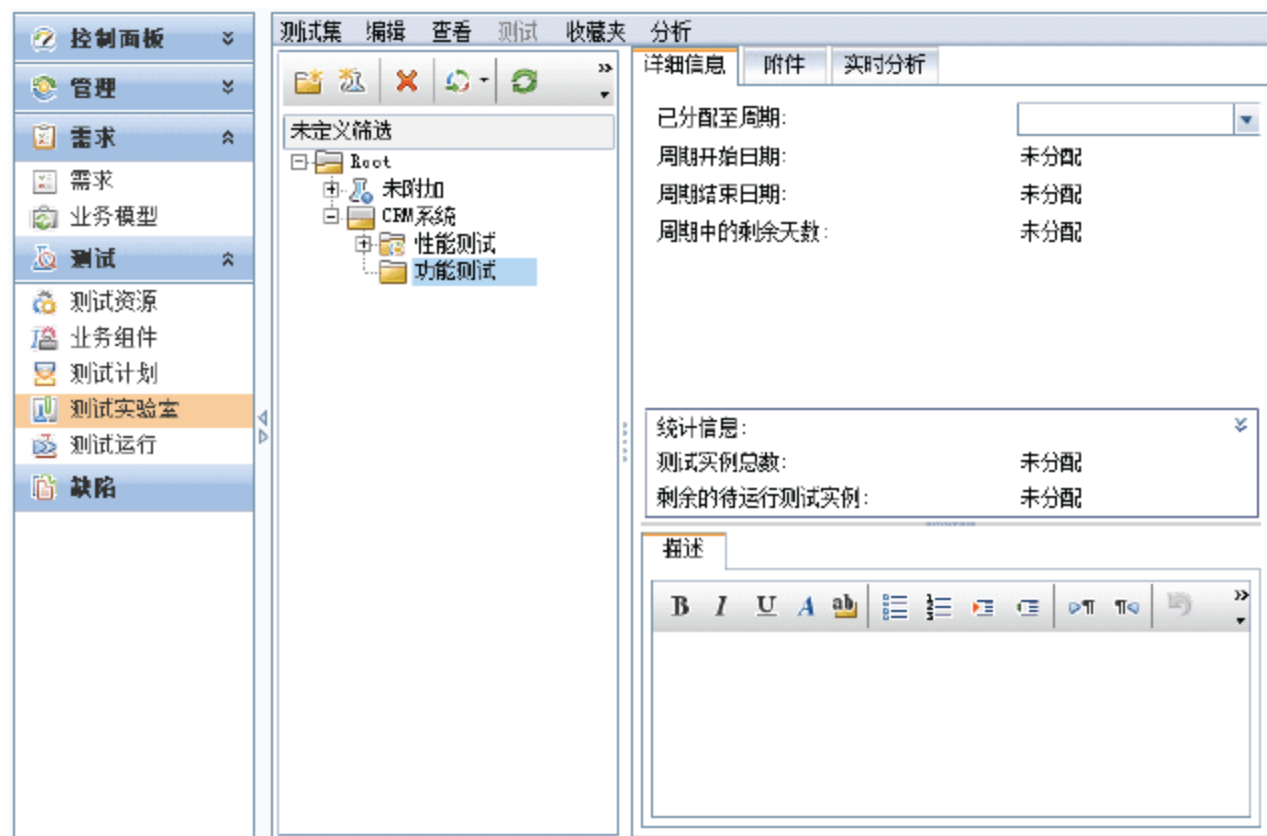 控制面板
管理
需求
需求
业务模型
测试
测试资源
业务组件
测试计划
测试实验室
测试运行
缺陷
测试集 编辑 查看 测试 收藏夹 分析
未定义筛选
Root
未附加
CRM系统
性能测试
功能测试
详细信息 附件 实时分析
已分配至周期:
周期开始日期: 未分配
周期结束日期: 未分配
周期中的剩余天数: 未分配
统计信息:
测试实例总数: 未分配
剩余的待运行测试实例: 未分配
描述
B I U A ab